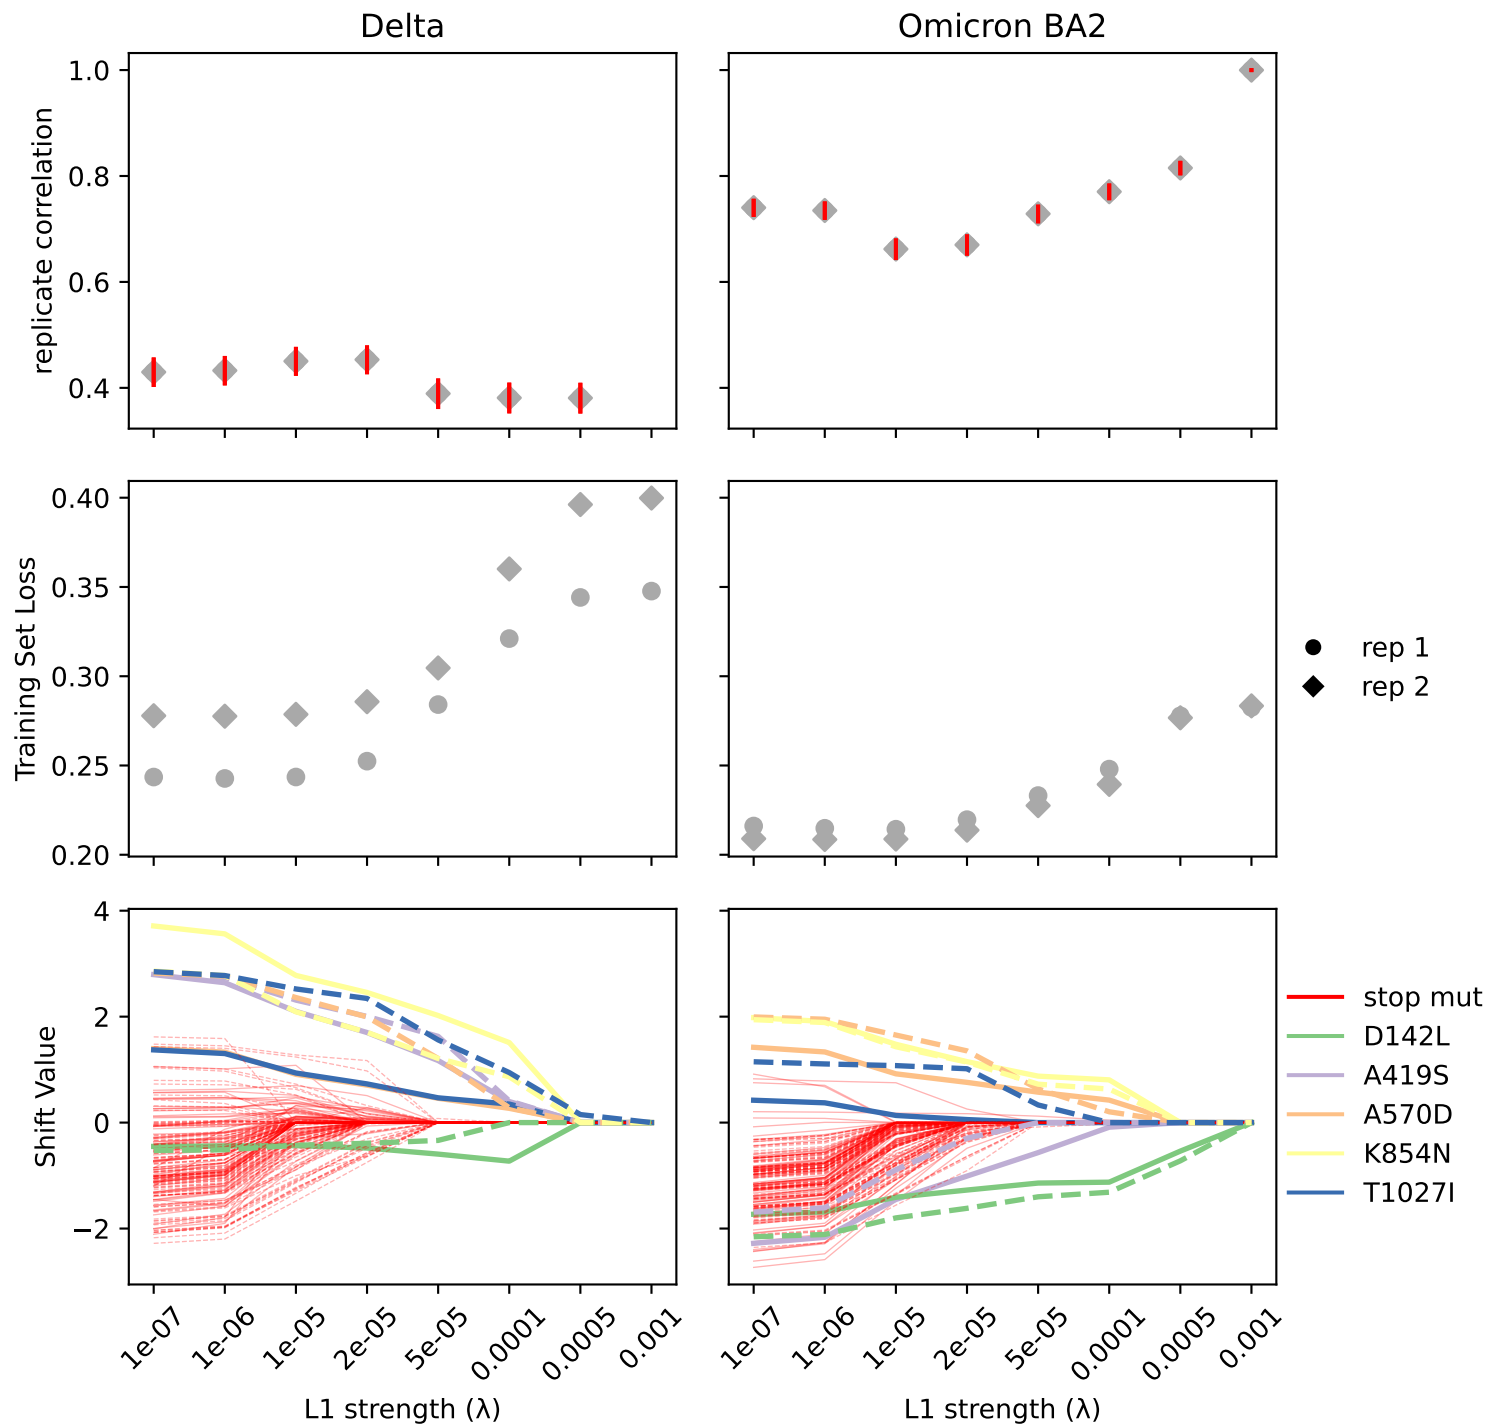 Delta
Omicron BA2
replicate correlation
1.0
0.8
0.6
0.4
Training Set Loss
0.40
0.35
0.30
0.25
0.20
rep 1
rep 2
Shift Value
4
2
0
−2
stop mut
D142L
A419S
A570D
K854N
T1027I
1e-07
1e-06
1e-05
2e-05
5e-05
0.0001
0.0005
0.001
1e-07
1e-06
1e-05
2e-05
5e-05
0.0001
0.0005
0.001
L1 strength (λ)
L1 strength (λ)